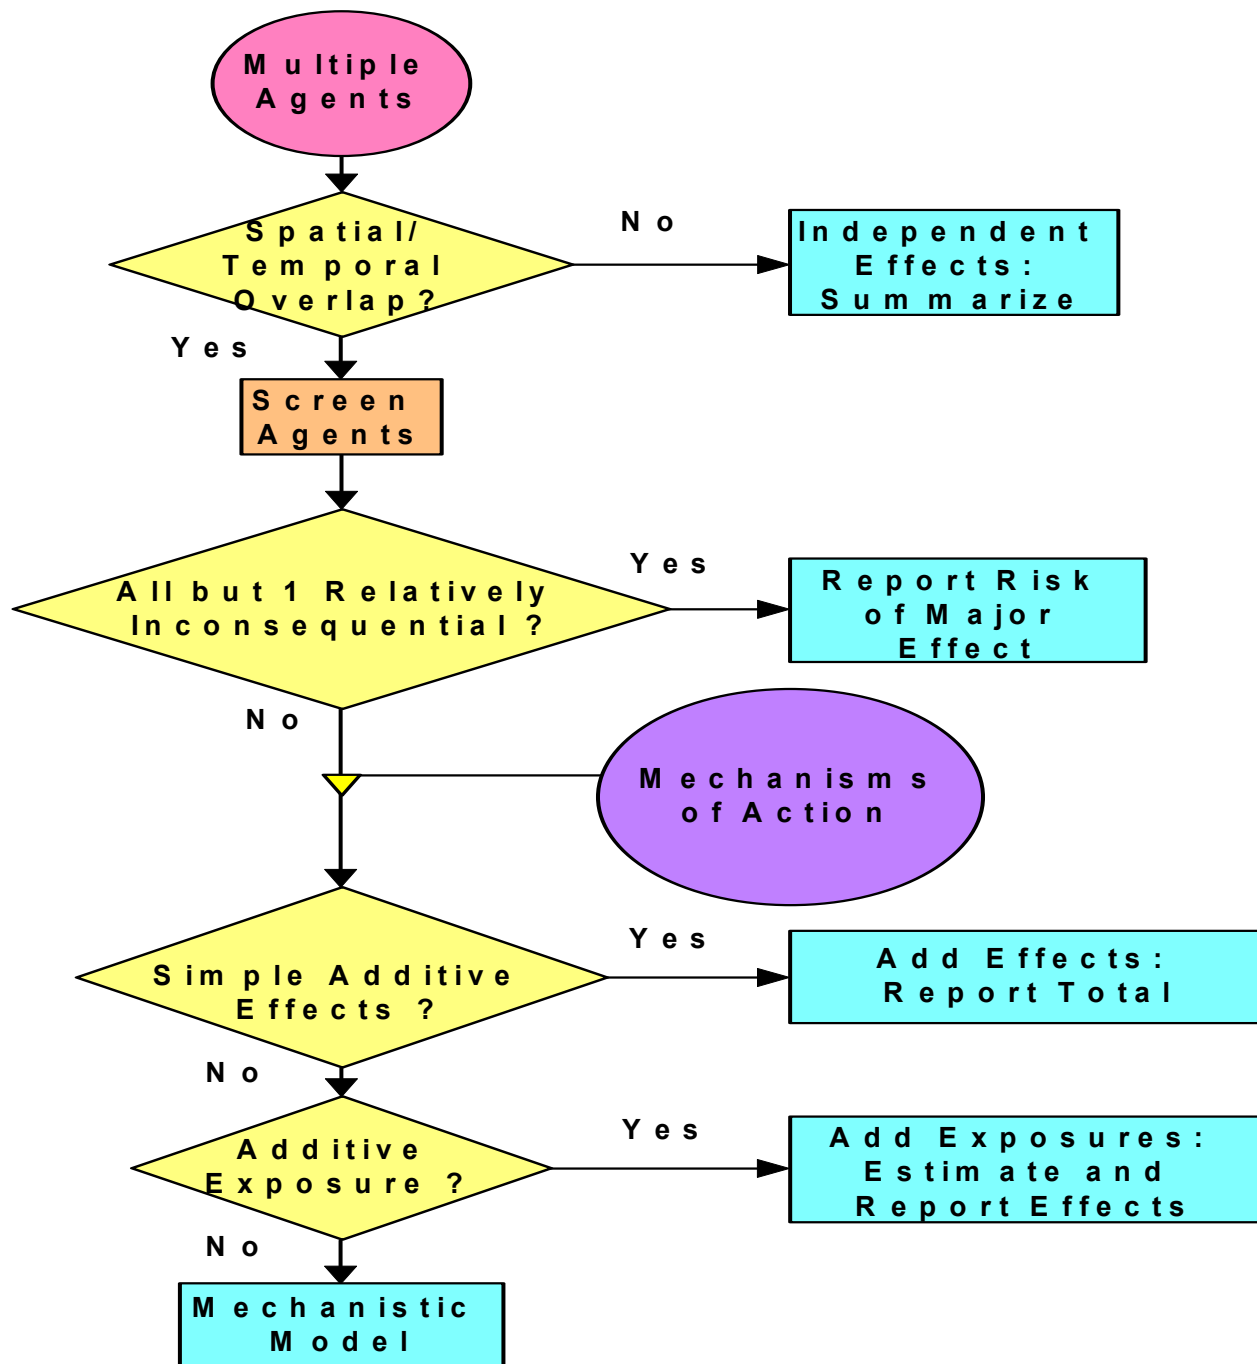 Multiple
Agents
Spatial/
Temporal
Overlap?
No
Independent
Effects:
Summarize
Yes
Screen
Agents
All but 1 Relatively
Inconsequential?
Yes
Report Risk
of Major
Effect
No
Mechanisms
of Action
Simple Additive
Effects ?
Yes
Add Effects:
Report Total
No
Additive
Exposure ?
Yes
Add Exposures:
Estimate and
Report Effects
No
Mechanistic
Model